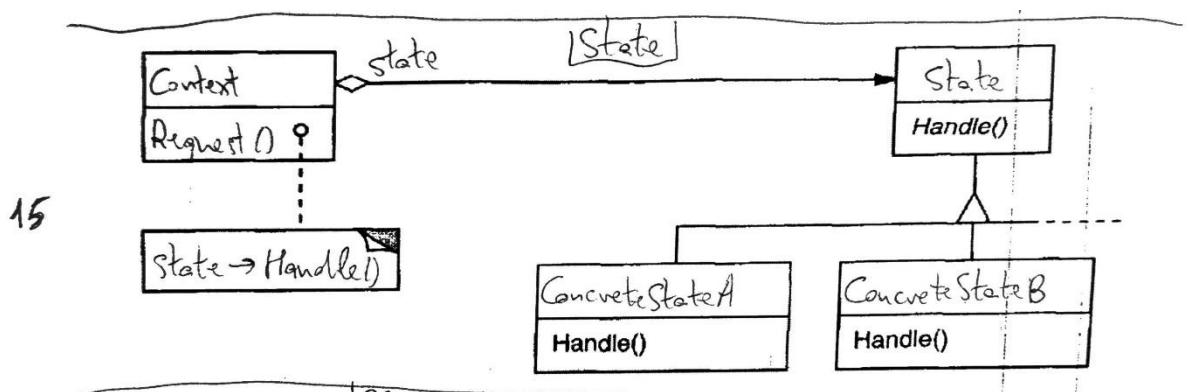 State
state
Context
State
Request()
Handle()
15
state → Handle()
ConcreteStateA
ConcreteStateB
Handle()
Handle()